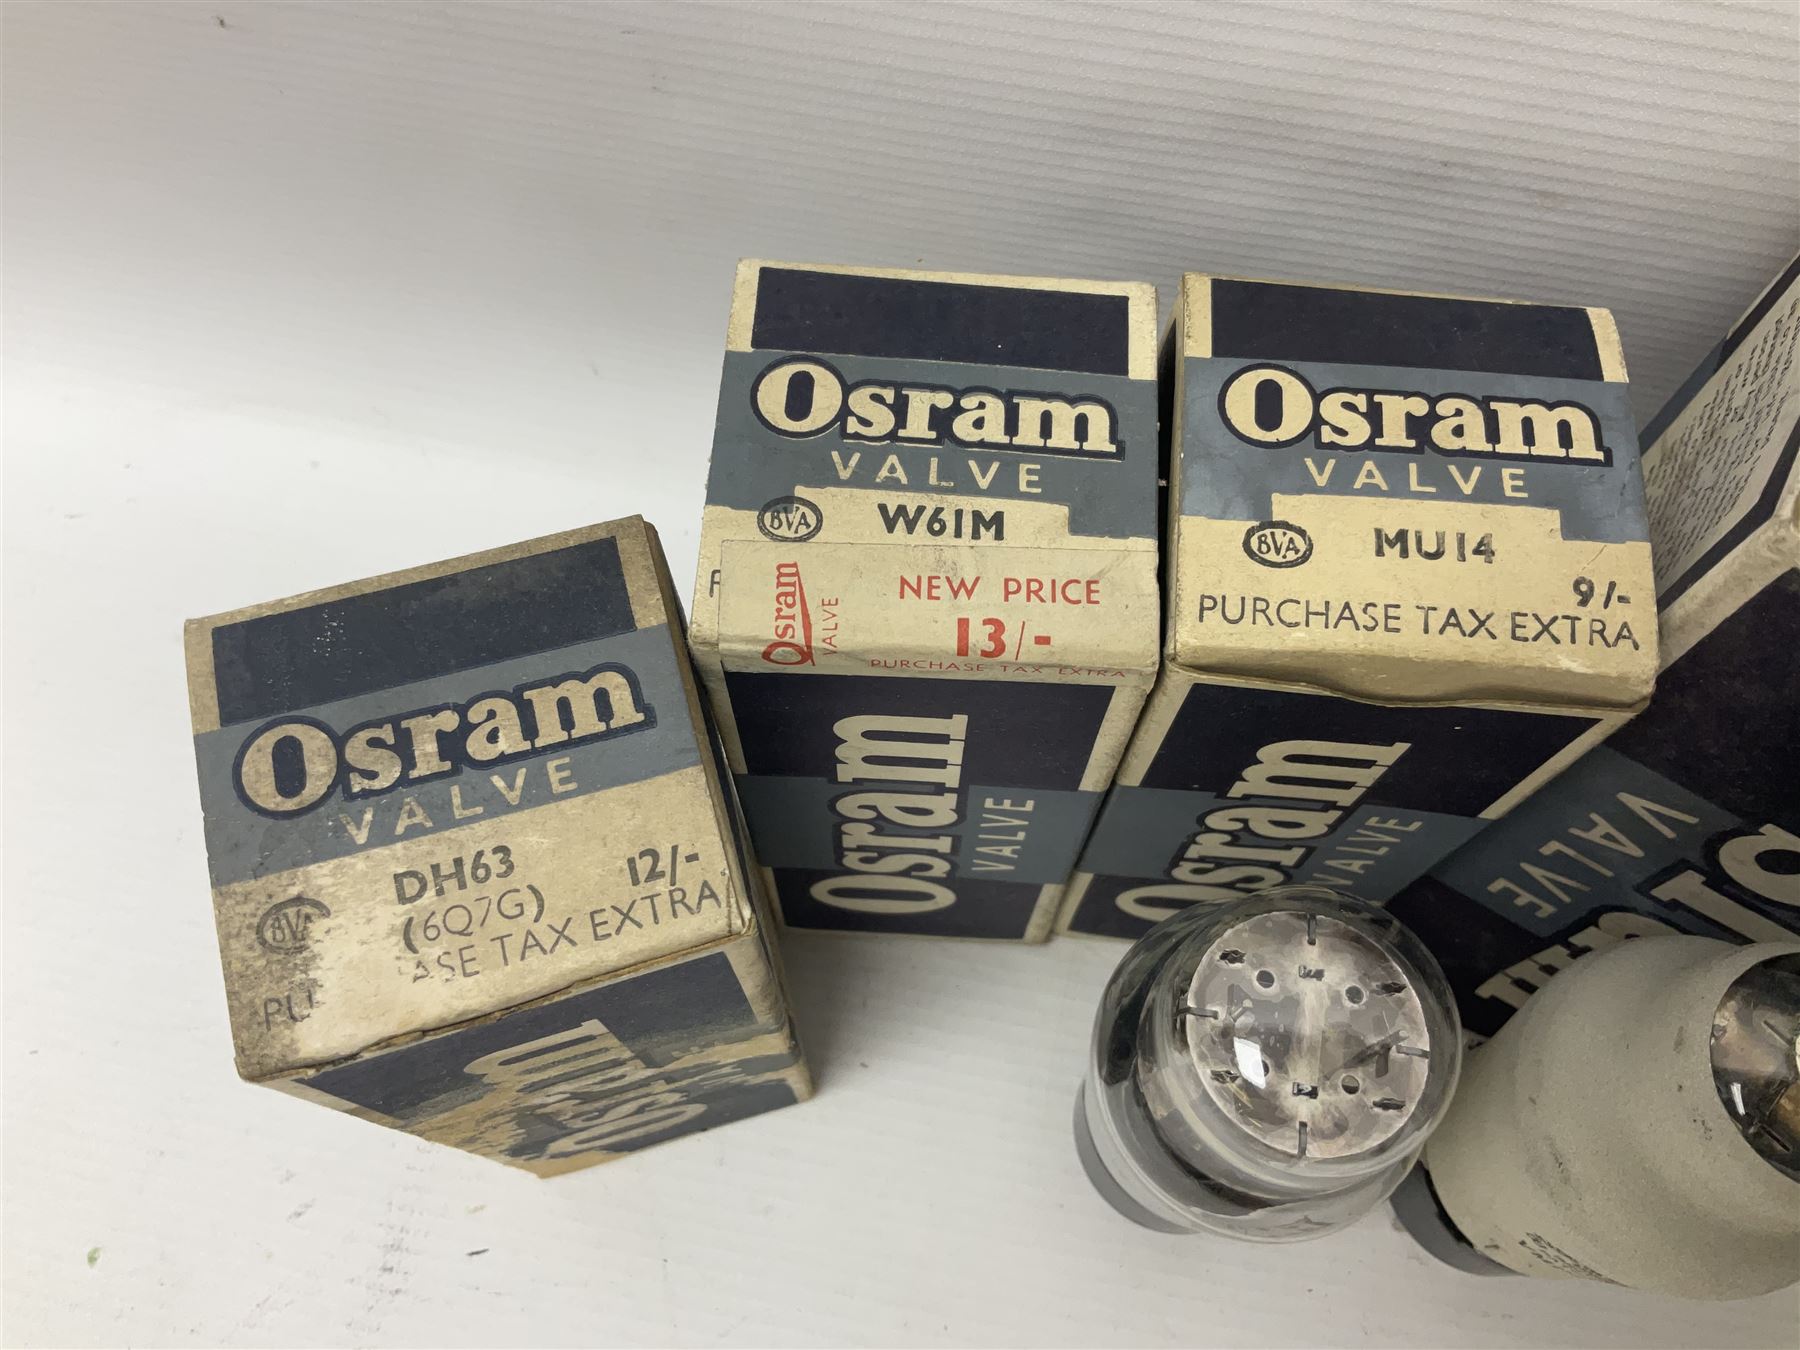 Osram
VALVE
BVA
DH63
12/-
(6Q7G)
PU ASE TAX EXTRA
Osram
Osram
VALVE
BVA
W61M
Osram
VALVE
NEW PRICE
13/-
PURCHASE TAX EXTRA
Osram
VALVE
Osram
VALVE
BVA
MU14
9/-
PURCHASE TAX EXTRA
Osram
VALVE
VALVE